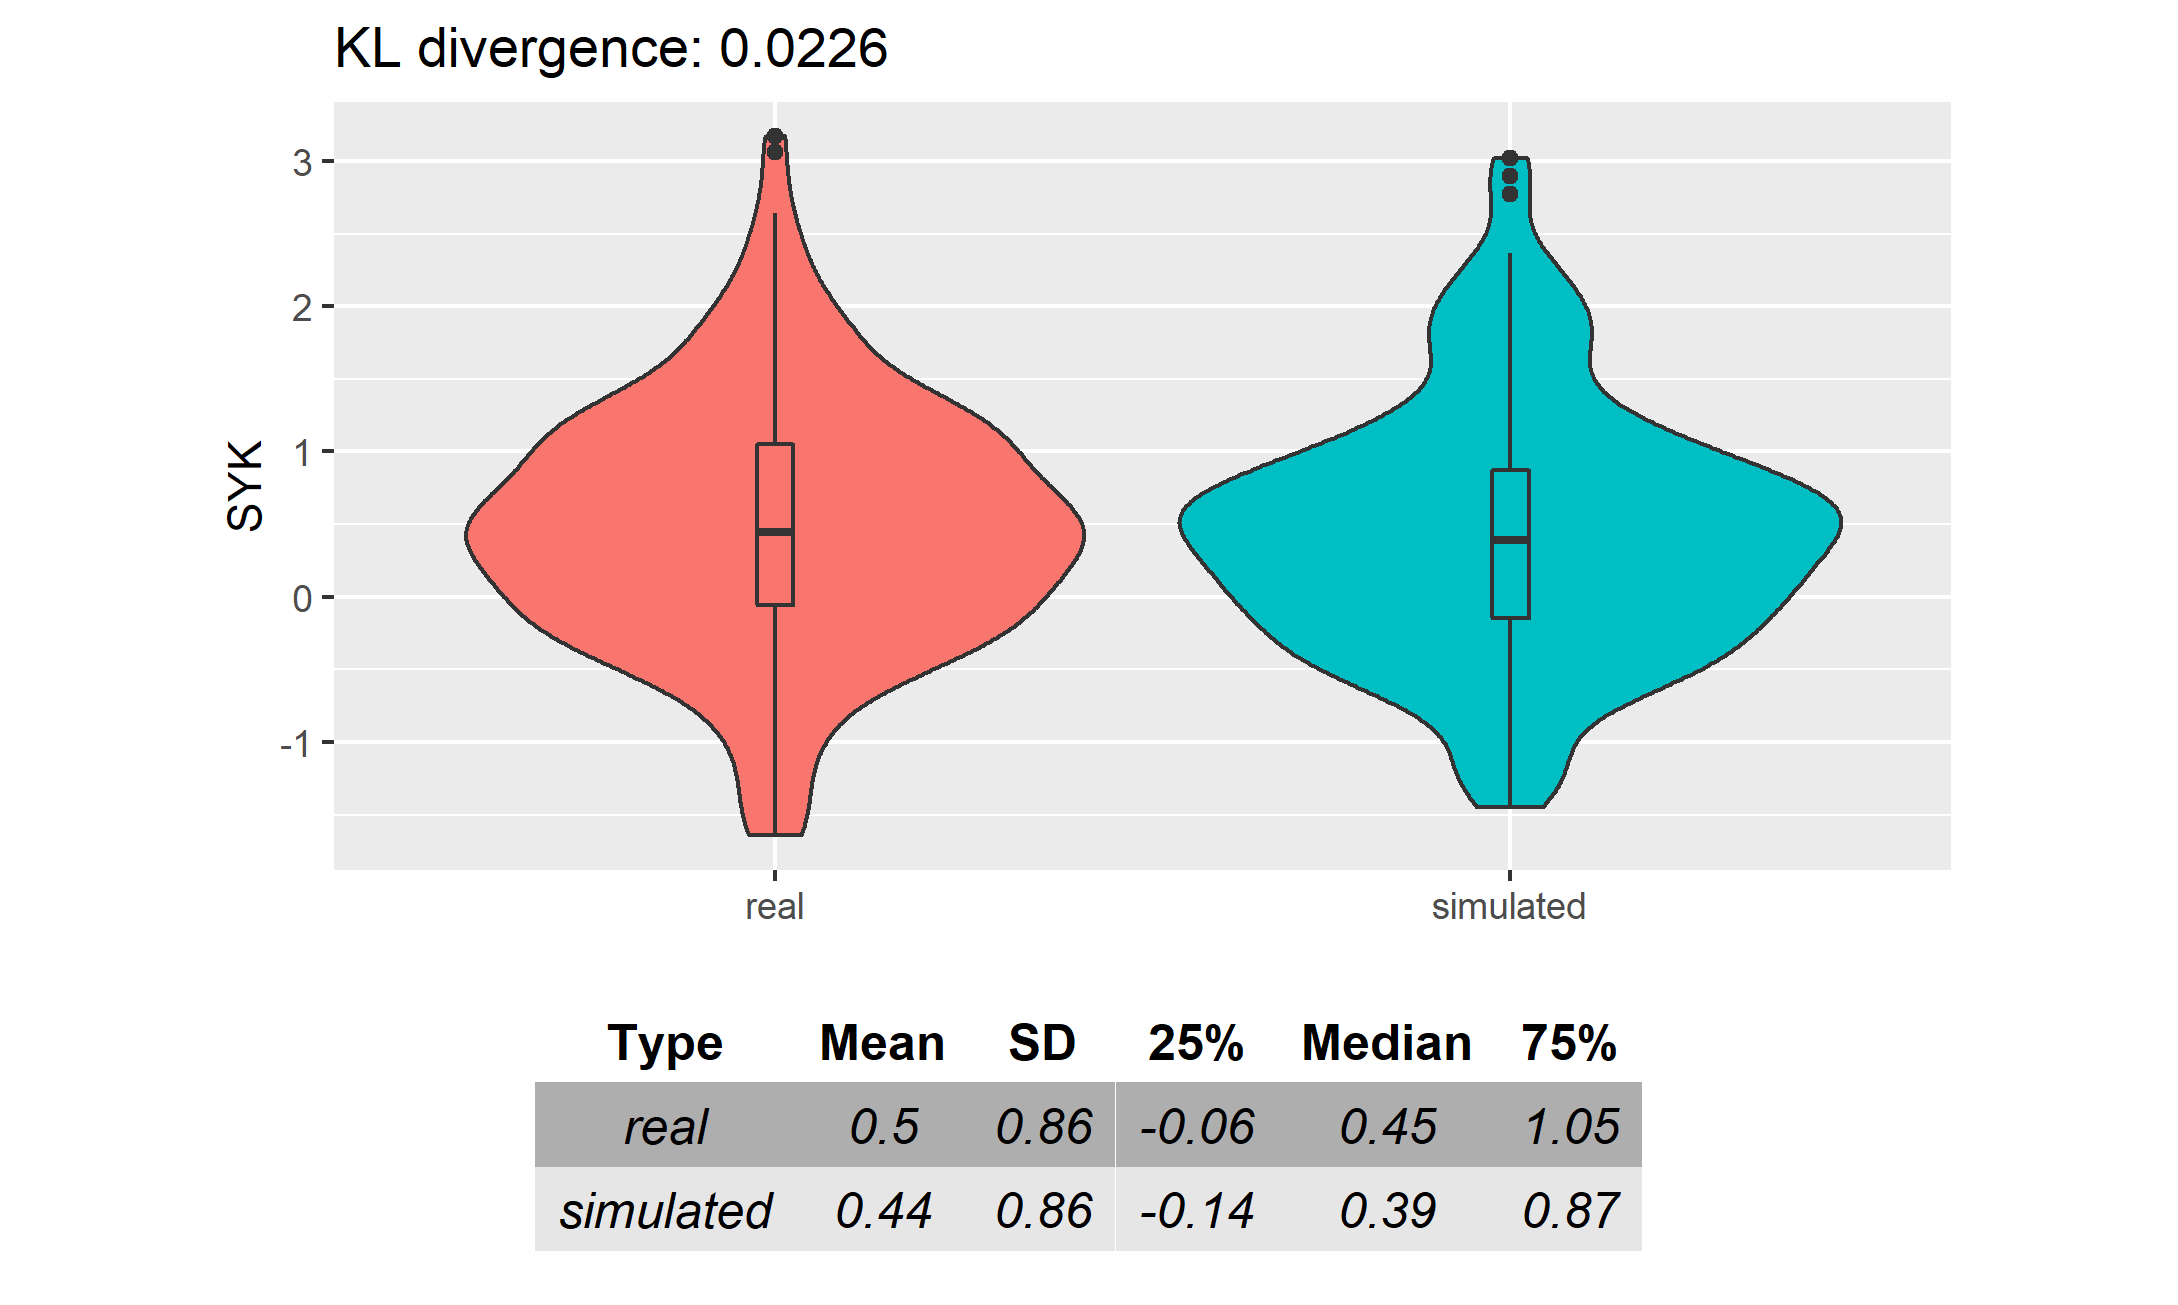 KL divergence: 0.0226
SYK
3
2
1
0
-1
real simulated
Type Mean SD 25% Median 75%
real 0.5 0.86 -0.06 0.45 1.05
simulated 0.44 0.86 -0.14 0.39 0.87